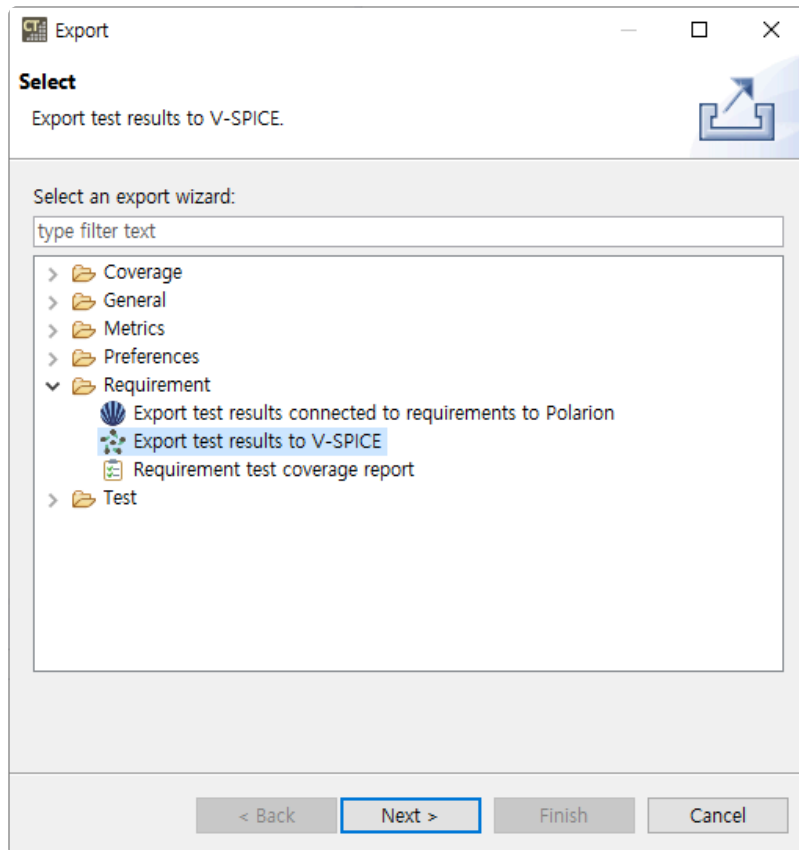 CT
Export
Select
Export test results to V-SPICE.
Select an export wizard:
type filter text
Coverage
General
Metrics
Preferences
Requirement
Export test results connected to requirements to Polarion
Export test results to V-SPICE
Requirement test coverage report
Test
< Back Next > Finish Cancel